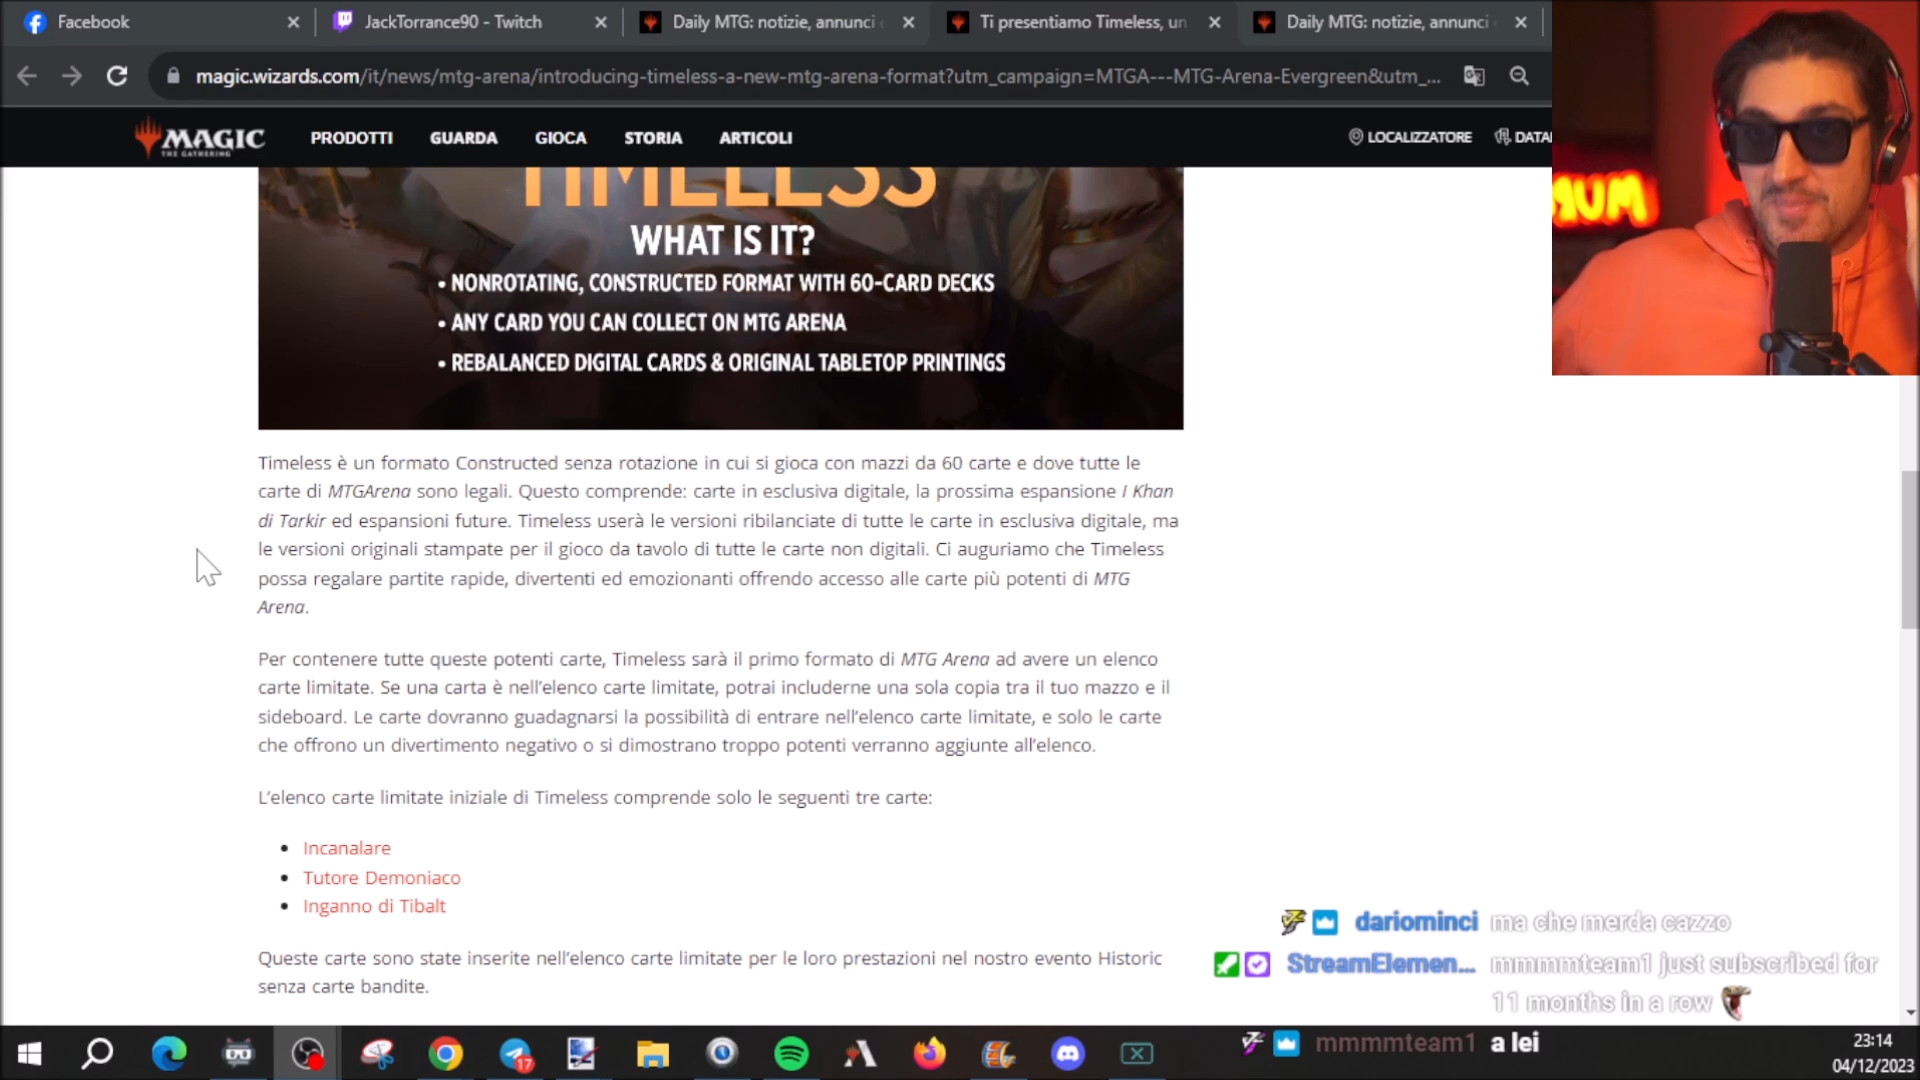 Facebook
JackTorrance90 - Twitch
Daily MTG: notizie, annunci
Ti presentiamo Timeless, un
Daily MTG: notizie, annunci
magic.wizards.com/it/news/mtg-arena/introducing-timeless-a-new-mtg-arena-format?utm_campaign=MTGA---MTG-Arena-Evergreen&utm_...
MAGIC
THE GATHERING
PRODOTTI
GUARDA
GIOCA
STORIA
ARTICOLI
LOCALIZZATORE
DATA
TIMELESS
WHAT IS IT?
• NONROTATING, CONSTRUCTED FORMAT WITH 60-CARD DECKS
• ANY CARD YOU CAN COLLECT ON MTG ARENA
• REBALANCED DIGITAL CARDS & ORIGINAL TABLETOP PRINTINGS
Timeless è un formato Constructed senza rotazione in cui si gioca con mazzi da 60 carte e dove tutte le
carte di MTGArena sono legali. Questo comprende: carte in esclusiva digitale, la prossima espansione I Khan
di Tarkir ed espansioni future. Timeless userà le versioni ribilanciate di tutte le carte in esclusiva digitale, ma
le versioni originali stampate per il gioco da tavolo di tutte le carte non digitali. Ci auguriamo che Timeless
possa regalare partite rapide, divertenti ed emozionanti offrendo accesso alle carte più potenti di MTG
Arena.
Per contenere tutte queste potenti carte, Timeless sarà il primo formato di MTG Arena ad avere un elenco
carte limitate. Se una carta è nell'elenco carte limitate, potrai includerne una sola copia tra il tuo mazzo e il
sideboard. Le carte dovranno guadagnarsi la possibilità di entrare nell'elenco carte limitate, e solo le carte
che offrono un divertimento negativo o si dimostrano troppo potenti verranno aggiunte all'elenco.
L'elenco carte limitate iniziale di Timeless comprende solo le seguenti tre carte:
• Incanalare
• Tutore Demoniaco
• Inganno di Tibalt
Queste carte sono state inserite nell'elenco carte limitate per le loro prestazioni nel nostro evento Historic
senza carte bandite.
dariominci ma che merda cazzo
StreamElemen... mmmmteam1 just subscribed for
11 months in a row
mmmmteam1 a lei
17
23:14
04/12/2023